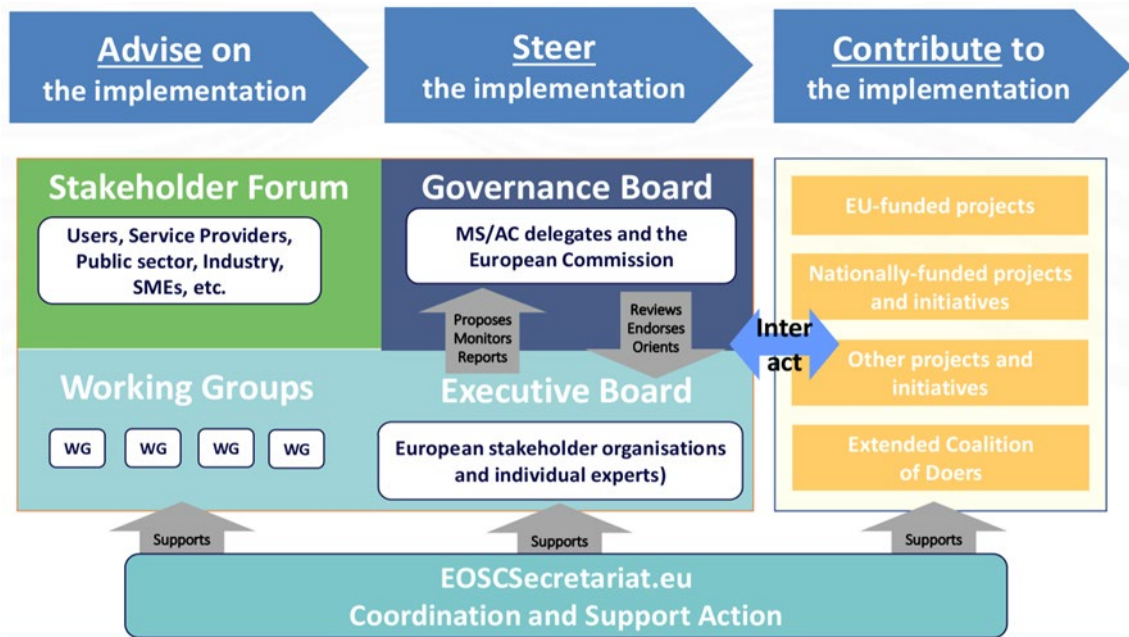 Advise on
the implementation
Steer
the implementation
Contribute to
the implementation
Stakeholder Forum
Users, Service Providers,
Public sector, Industry,
SMEs, etc.
Governance Board
MS/AC delegates and the
European Commission
Proposes
Monitors
Reports
Reviews
Endorses
Orients
Working Groups
WG
WG
WG
WG
Executive Board
European stakeholder organisations
and individual experts)
Inter
act
EU-funded projects
Nationally-funded projects
and initiatives
Other projects and
initiatives
Extended Coalition
of Doers
Supports
Supports
Supports
EOSCSecretariat.eu
Coordination and Support Action